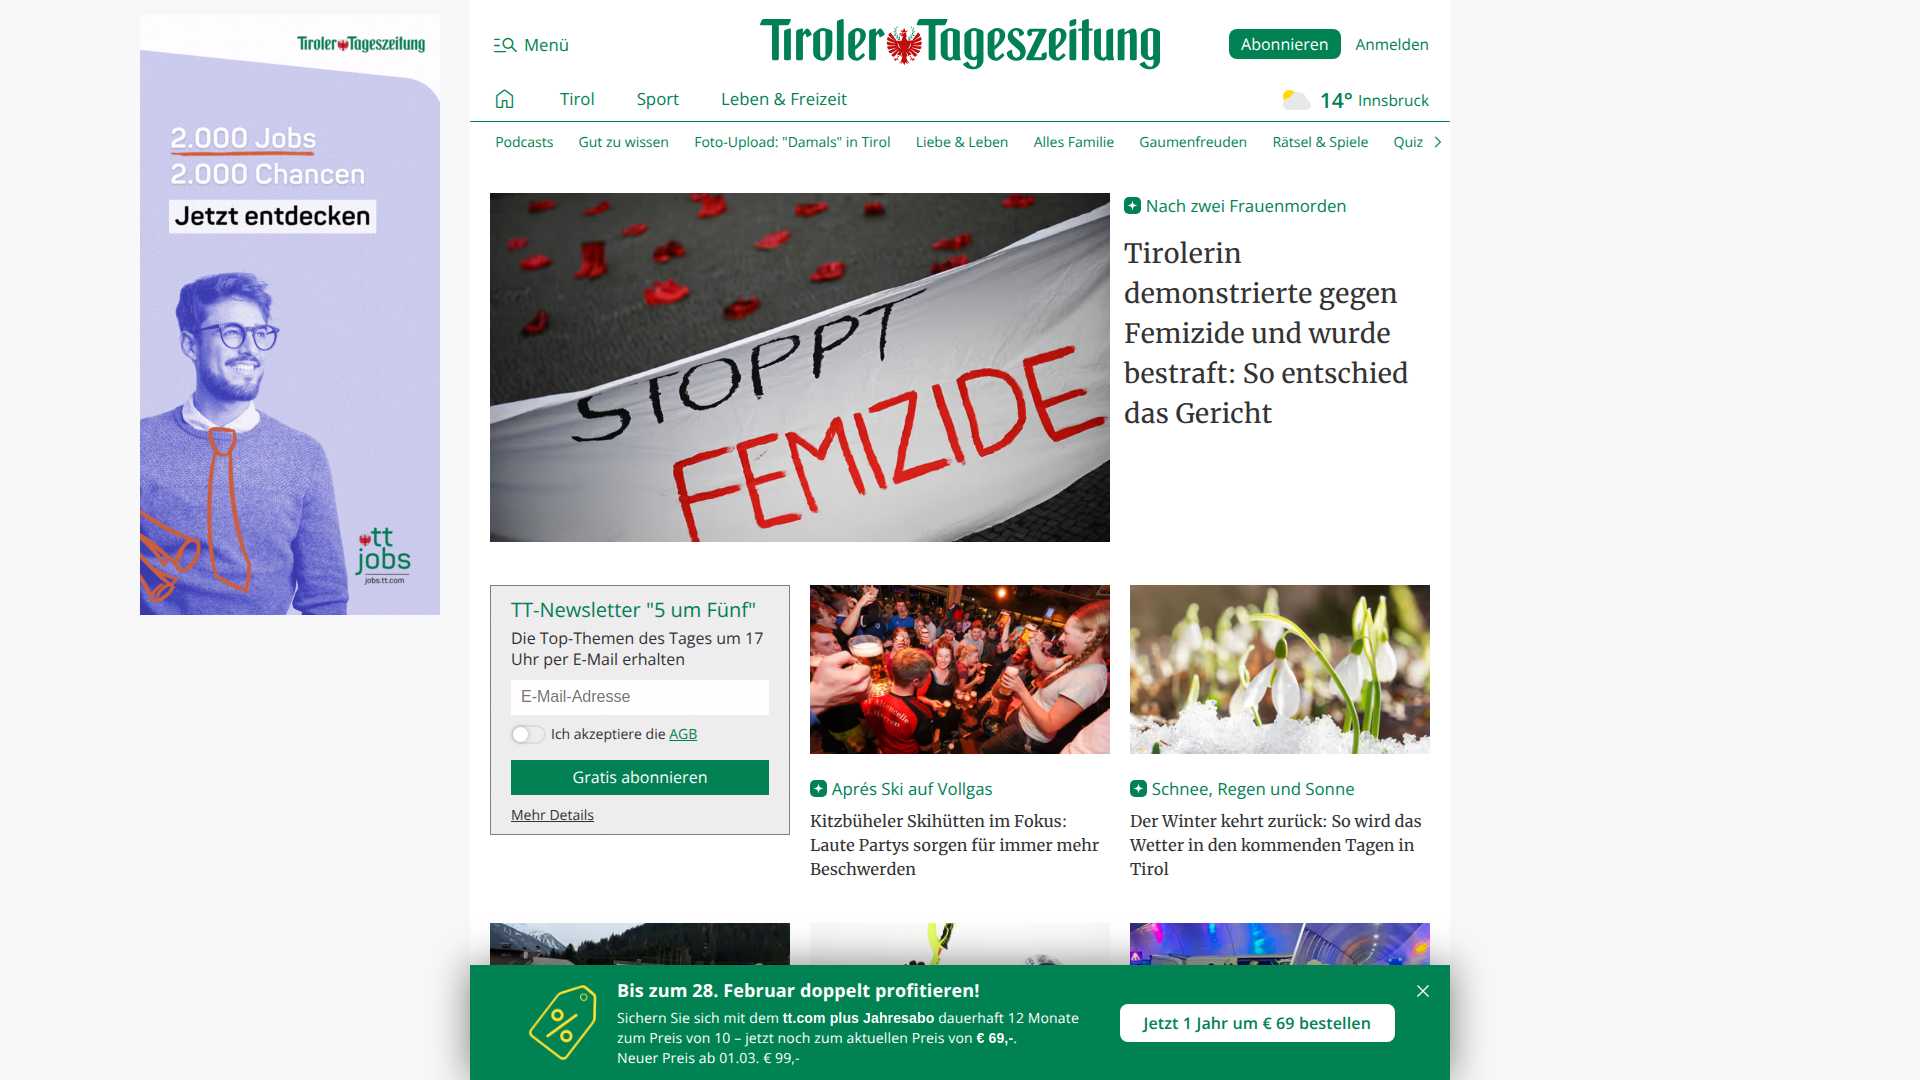 Tiroler Tageszeitung
2.000 Jobs
2.000 Chancen
Jetzt entdecken
tt
jobs
jobs.tt.com
Menü
Tiroler Tageszeitung
Abonnieren
Anmelden
Tirol
Sport
Leben & Freizeit
14° Innsbruck
Podcasts
Gut zu wissen
Foto-Upload: "Damals" in Tirol
Liebe & Leben
Alles Familie
Gaumenfreuden
Rätsel & Spiele
Quiz
STOPPT
FEMIZIDE
Nach zwei Frauenmorden
Tirolerin
demonstrierte gegen
Femizide und wurde
bestraft: So entschied
das Gericht
TT-Newsletter "5 um Fünf"
Die Top-Themen des Tages um 17
Uhr per E-Mail erhalten
E-Mail-Adresse
Ich akzeptiere die AGB
Gratis abonnieren
Mehr Details
Aprés Ski auf Vollgas
Kitzbüheler Skihütten im Fokus:
Laute Partys sorgen für immer mehr
Beschwerden
Schnee, Regen und Sonne
Der Winter kehrt zurück: So wird das
Wetter in den kommenden Tagen in
Tirol
Bis zum 28. Februar doppelt profitieren!
Sichern Sie sich mit dem tt.com plus Jahresabo dauerhaft 12 Monate
zum Preis von 10 – jetzt noch zum aktuellen Preis von € 69,-.
Neuer Preis ab 01.03. € 99,-
Jetzt 1 Jahr um € 69 bestellen